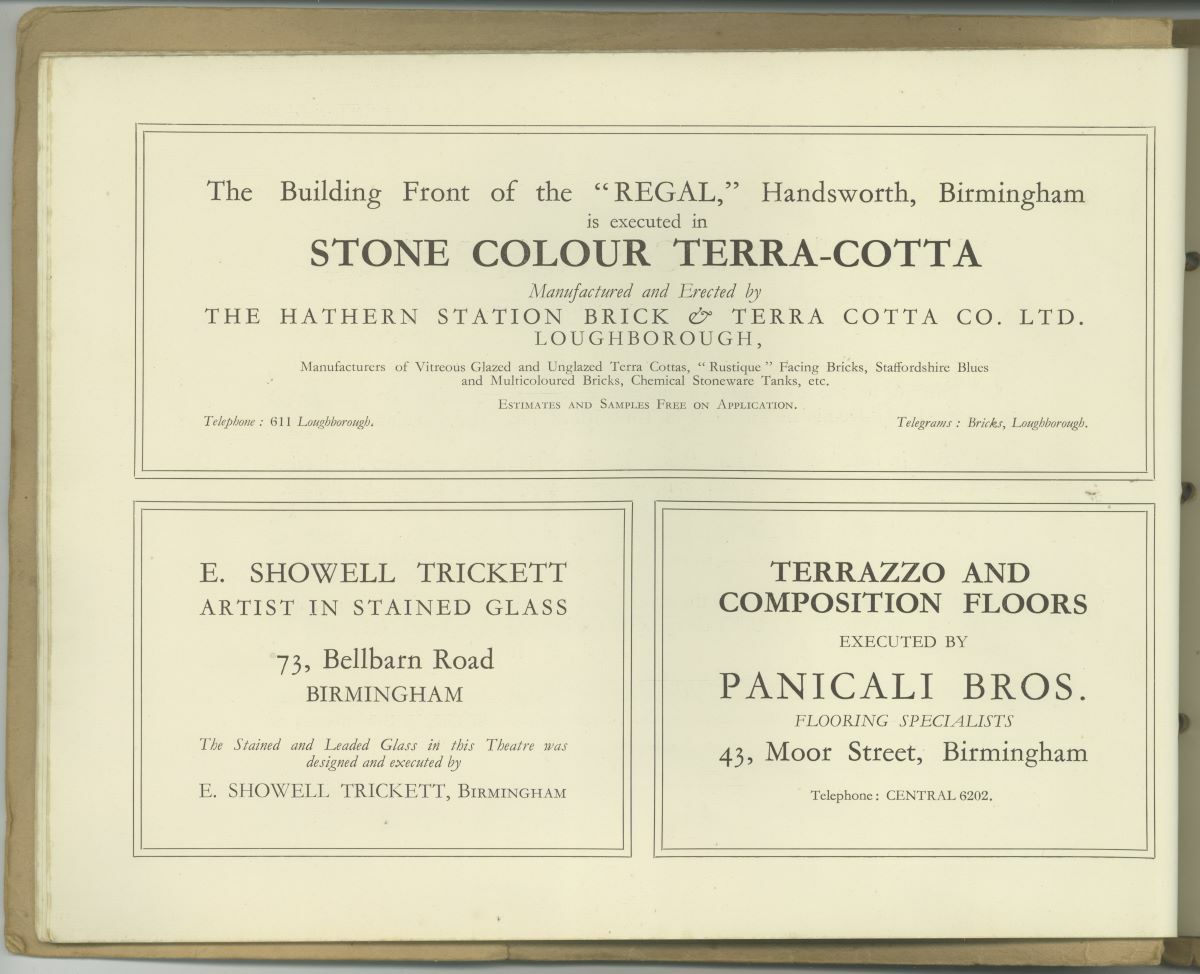 The Building Front of the “REGAL,” Handsworth, Birmingham
is executed in
STONE COLOUR TERRA-COTTA
Manufactured and Erected by
THE HATHERN STATION BRICK & TERRA COTTA CO. LTD.
LOUGHBOROUGH,
Manufacturers of Vitreous Glazed and Unglazed Terra Cottas, “Rustique” Facing Bricks, Staffordshire Blues
and Multicoloured Bricks, Chemical Stoneware Tanks, etc.
ESTIMATES AND SAMPLES FREE ON APPLICATION.
Telephone : 611 Loughborough.
Telegrams : Bricks, Loughborough.
E. SHOWELL TRICKETT
ARTIST IN STAINED GLASS
73, Bellbarn Road
BIRMINGHAM
The Stained and Leaded Glass in this Theatre was
designed and executed by
E. SHOWELL TRICKETT, BIRMINGHAM
TERRAZZO AND
COMPOSITION FLOORS
EXECUTED BY
PANICALI BROS.
FLOORING SPECIALISTS
43, Moor Street, Birmingham
Telephone : CENTRAL 6202.